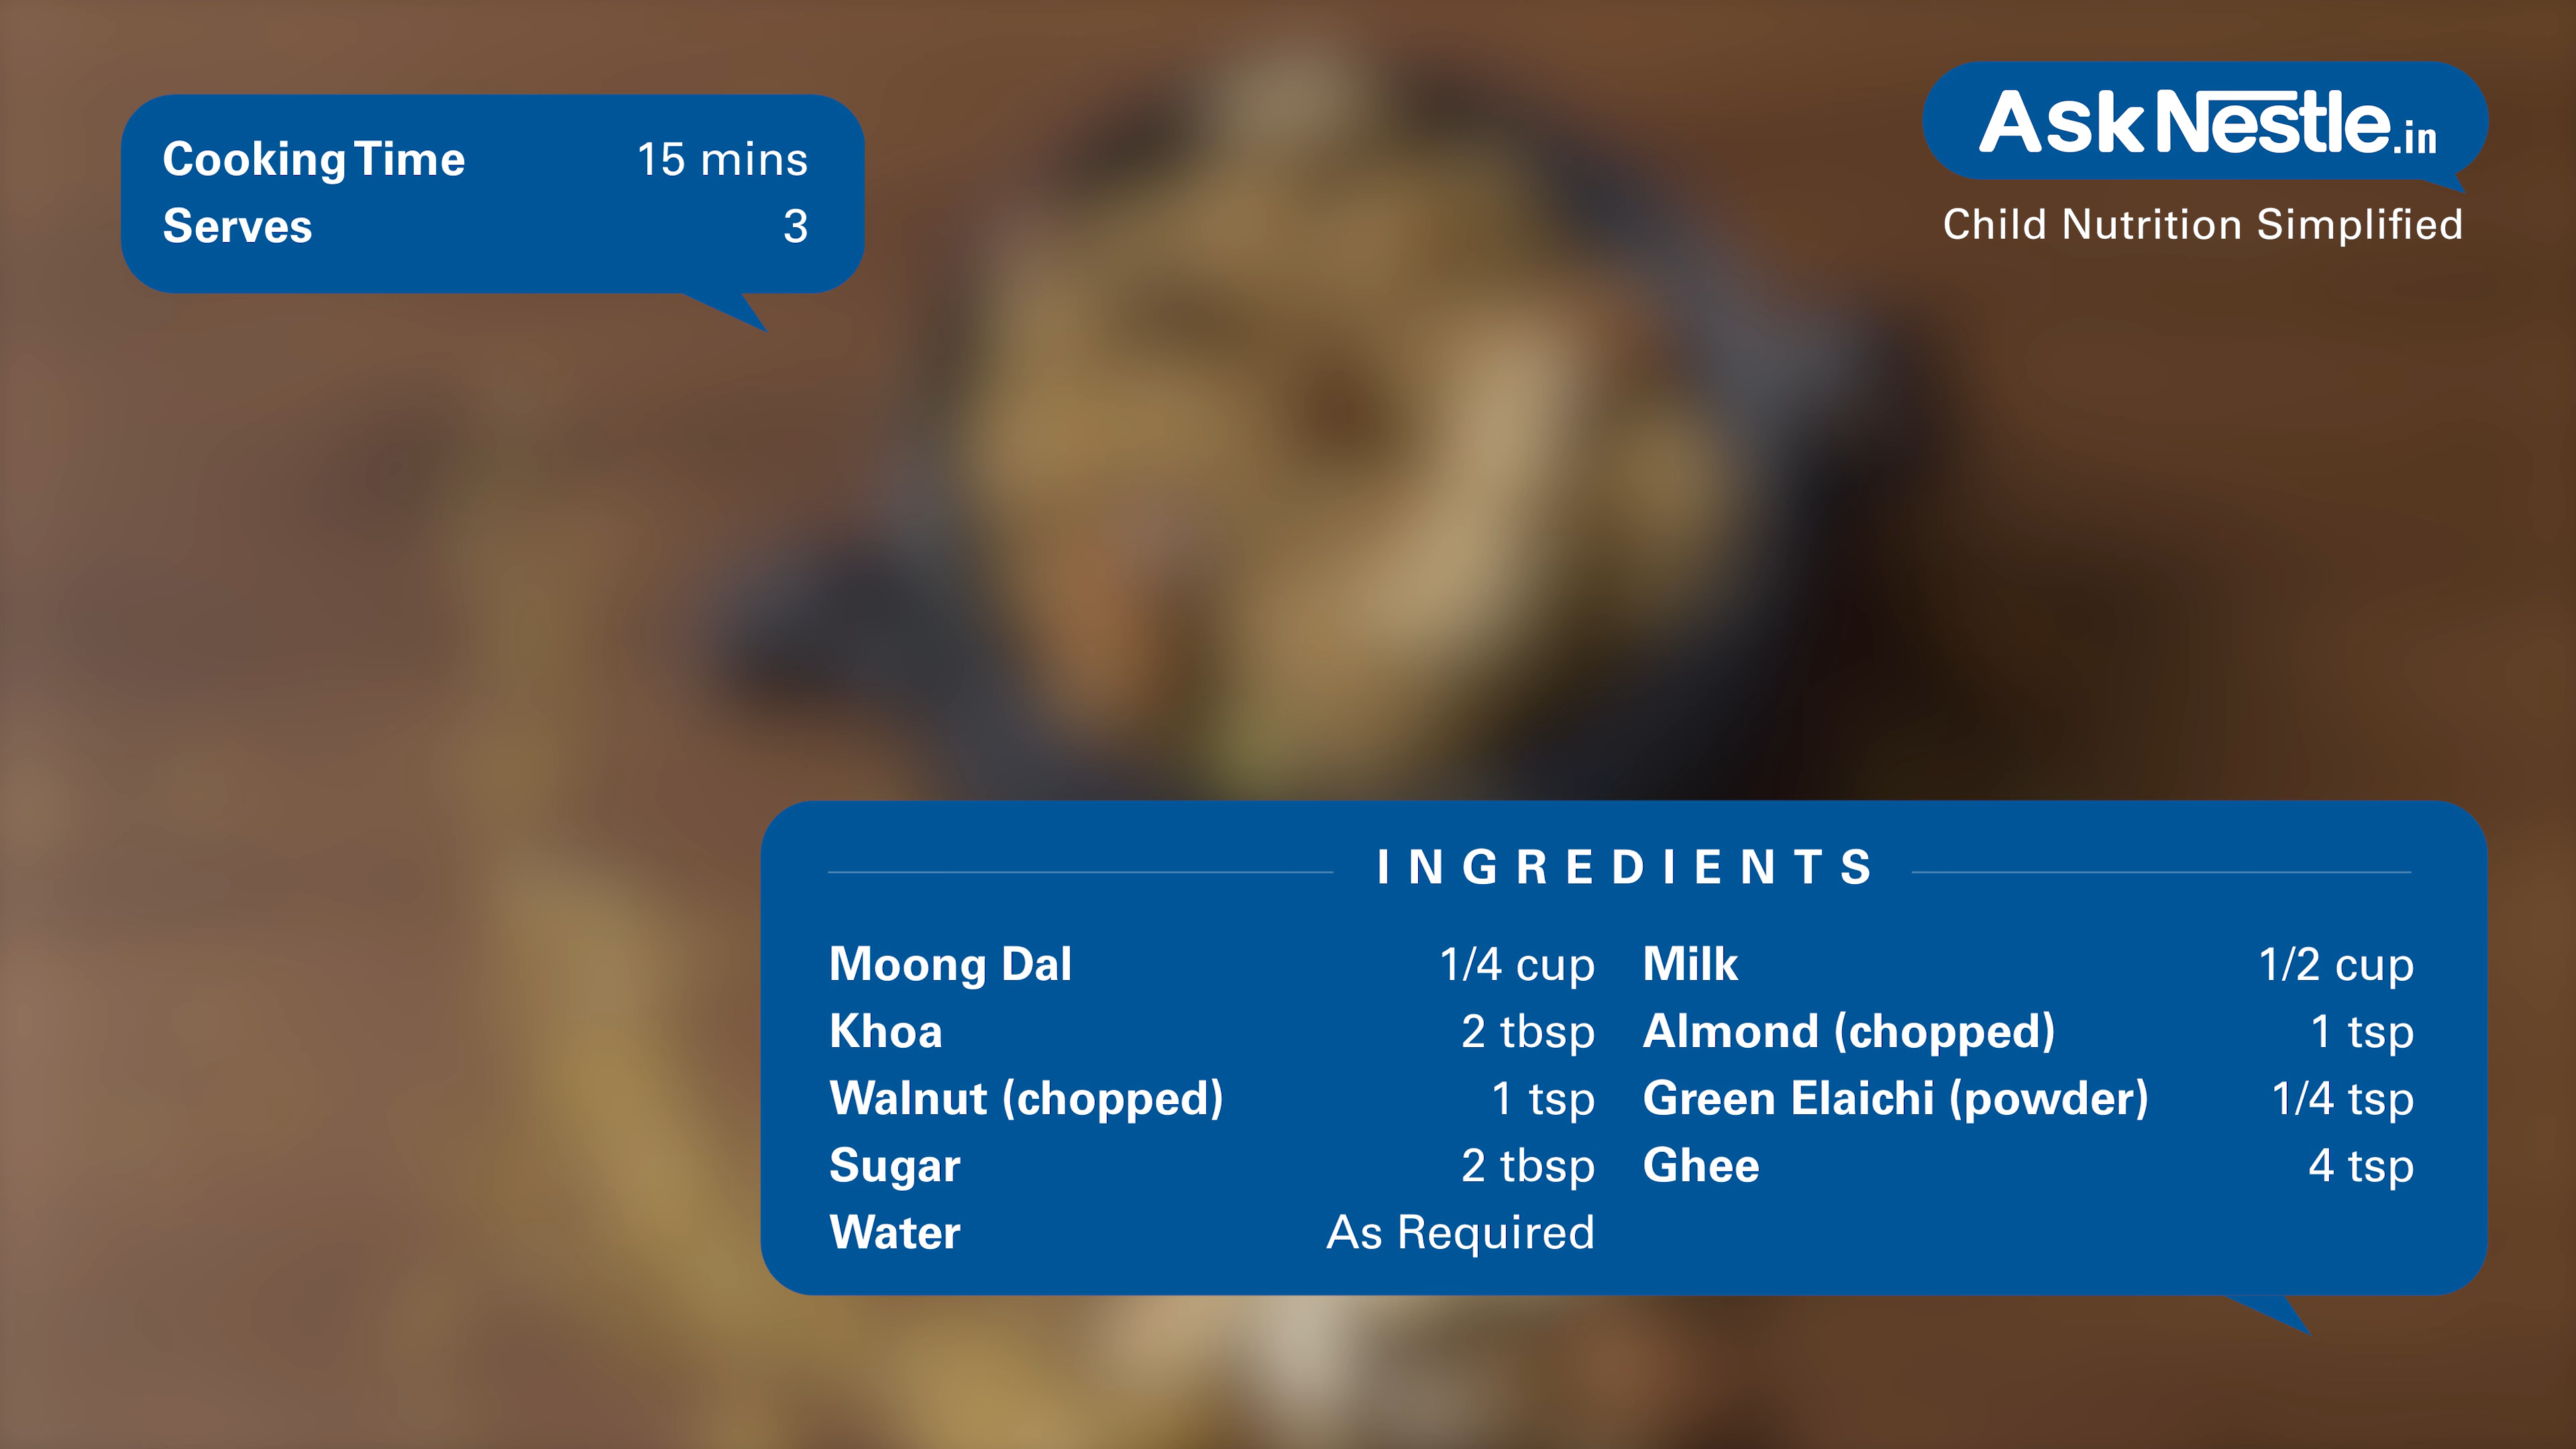 Cooking Time 15 mins
Serves 3
AskNestle.in
Child Nutrition Simplified
INGREDIENTS
Moong Dal 1/4 cup Milk 1/2 cup
Khoa 2 tbsp Almond (chopped) 1 tsp
Walnut (chopped) 1 tsp Green Elaichi (powder) 1/4 tsp
Sugar 2 tbsp Ghee 4 tsp
Water As Required